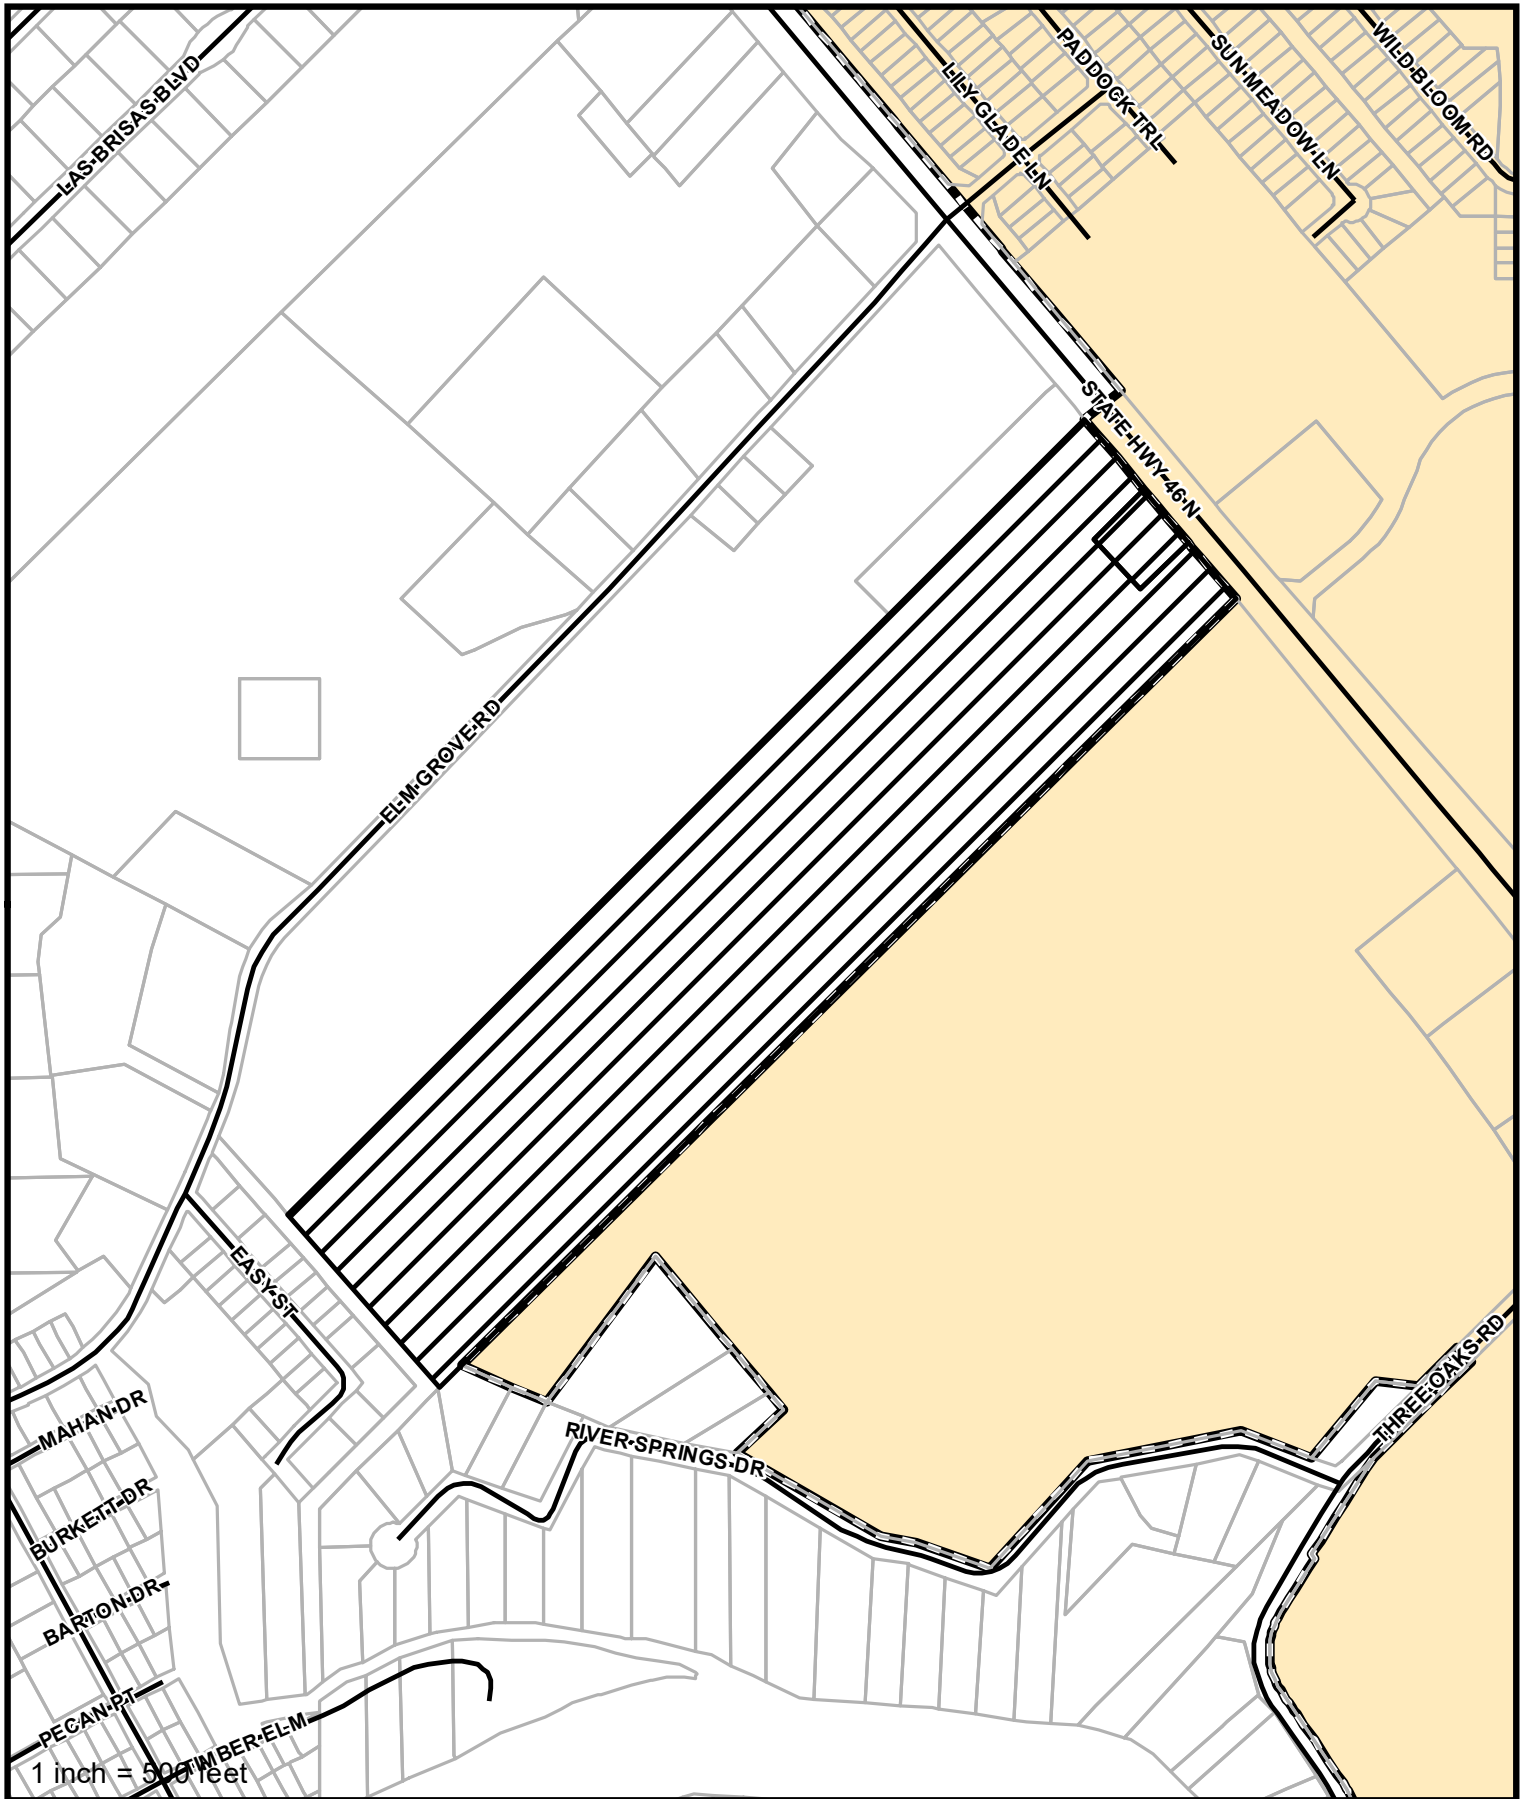 LAS BRISAS BLVD
LILY GLADE LN
PADDOCK TRL
SUN MEADOW LN
WILD BLOOM RD
STATE HWY 46 N
ELM GROVE RD
EASY ST
RIVER SPRINGS DR
THREE OAKS RD
MAHAN DR
BURKETT DR
BARTON DR
PECAN PT
TIMBER ELM
1 inch = 500 feet